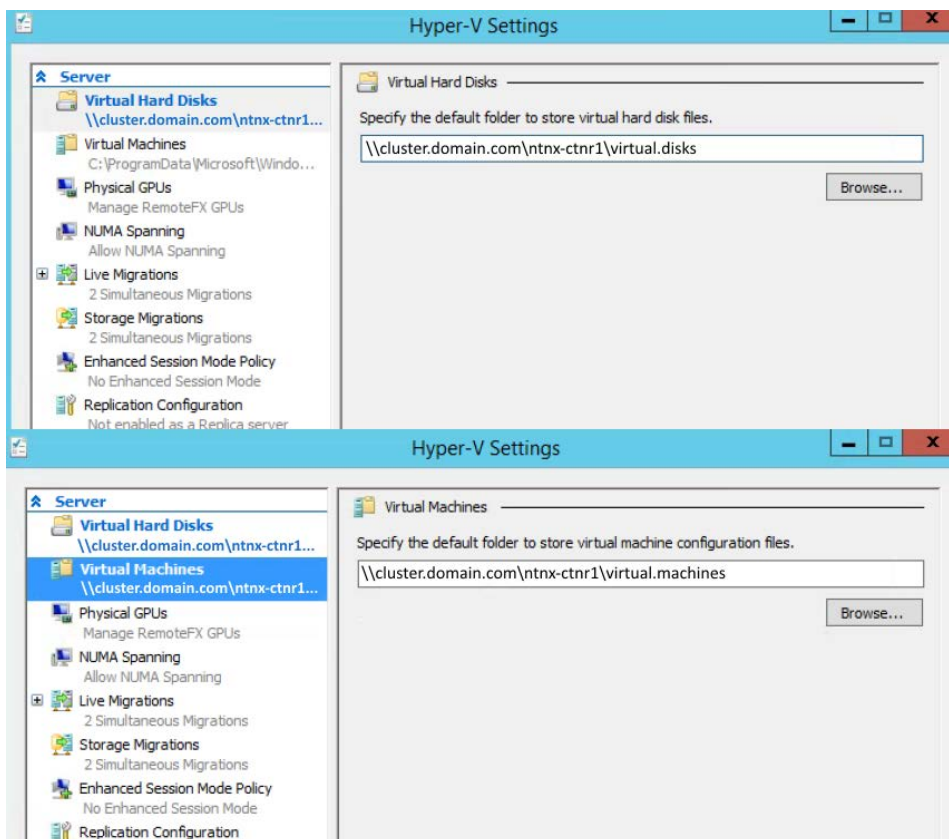 Hyper-V Settings
x
Server
Virtual Hard Disks
\\cluster.domain.com\ntnx-ctnr1...
Virtual Machines
C:\ProgramData\Microsoft\Windo...
Physical GPUs
Manage RemoteFX GPUs
NUMA Spanning
Allow NUMA Spanning
Live Migrations
2 Simultaneous Migrations
Storage Migrations
2 Simultaneous Migrations
Enhanced Session Mode Policy
No Enhanced Session Mode
Replication Configuration
Not enabled as a Replica server
Virtual Hard Disks
Specify the default folder to store virtual hard disk files.
\\cluster.domain.com\ntnx-ctnr1\virtual.disks
Browse...
Hyper-V Settings
x
Server
Virtual Hard Disks
\\cluster.domain.com\ntnx-ctnr1...
Virtual Machines
\\cluster.domain.com\ntnx-ctnr1...
Physical GPUs
Manage RemoteFX GPUs
NUMA Spanning
Allow NUMA Spanning
Live Migrations
2 Simultaneous Migrations
Storage Migrations
2 Simultaneous Migrations
Enhanced Session Mode Policy
No Enhanced Session Mode
Replication Configuration
Virtual Machines
Specify the default folder to store virtual machine configuration files.
\\cluster.domain.com\ntnx-ctnr1\virtual.machines
Browse...